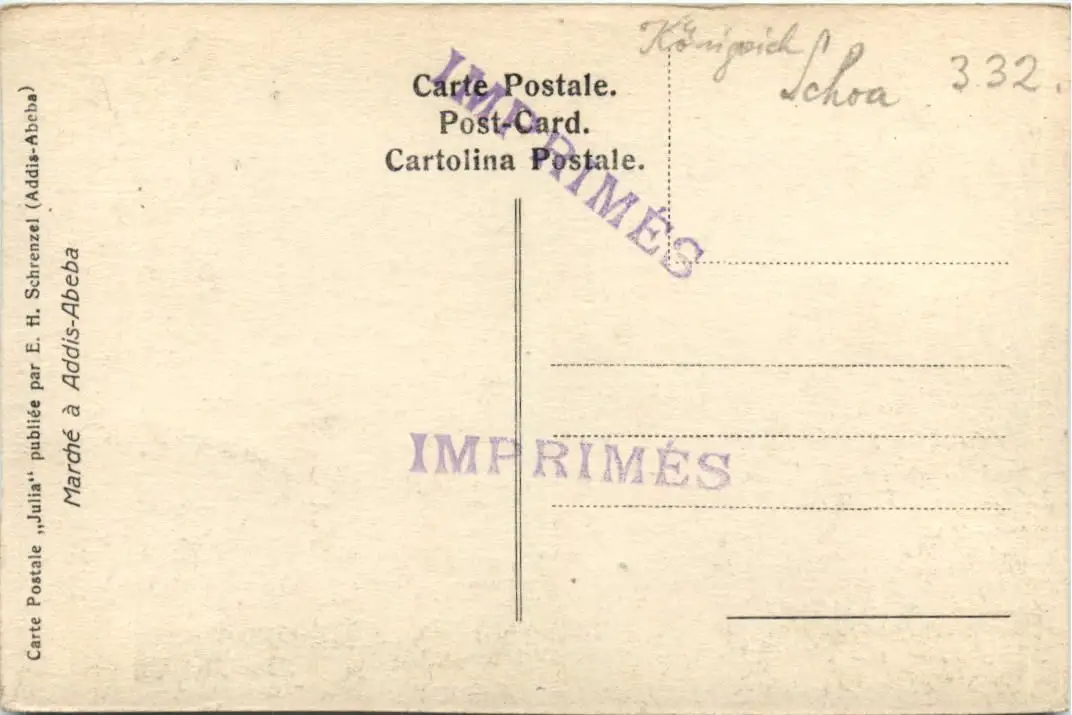 Königreich
Schoa
332.
Carte Postale.
Post-Card.
Cartolina Postale.
IMPRIMÉS
IMPRIMÉS
Carte Postale „Julia“ publiée par E. H. Schrenzel (Addis-Abeba)
Marché à Addis-Abeba